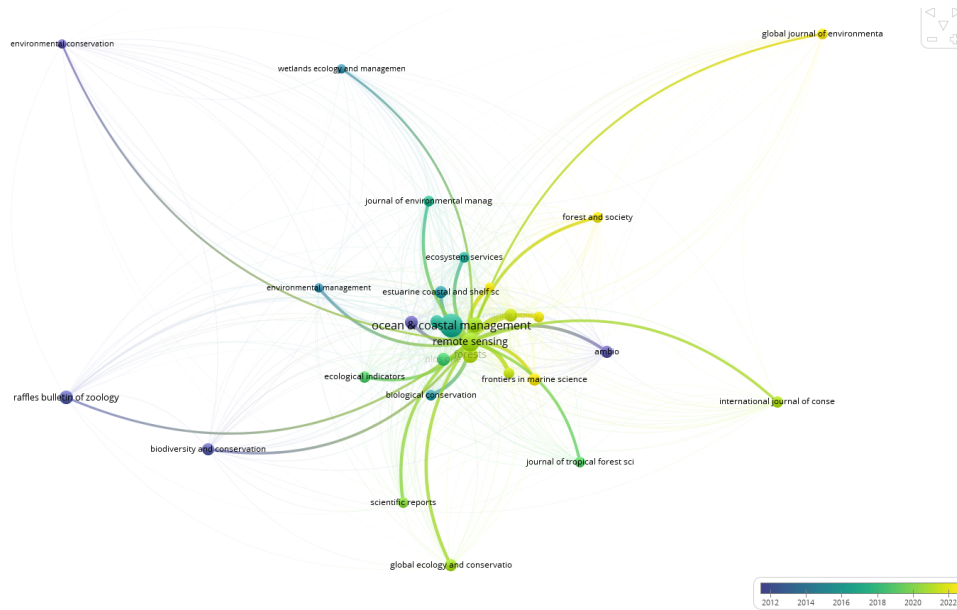 global journal of environmenta
environmental conservation
wetlands ecology and managemen
journal of environmental manag
forest and society
ecosystem services
environmental management
estuarine coastal and shelf sc
ocean & coastal management
remote sensing
forests
ambio
ecological indicators
frontiers in marine science
biological conservation
raffles bulletin of zoology
international journal of conse
biodiversity and conservation
journal of tropical forest sci
scientific reports
global ecology and conservatio
2012 2014 2016 2018 2020 2022